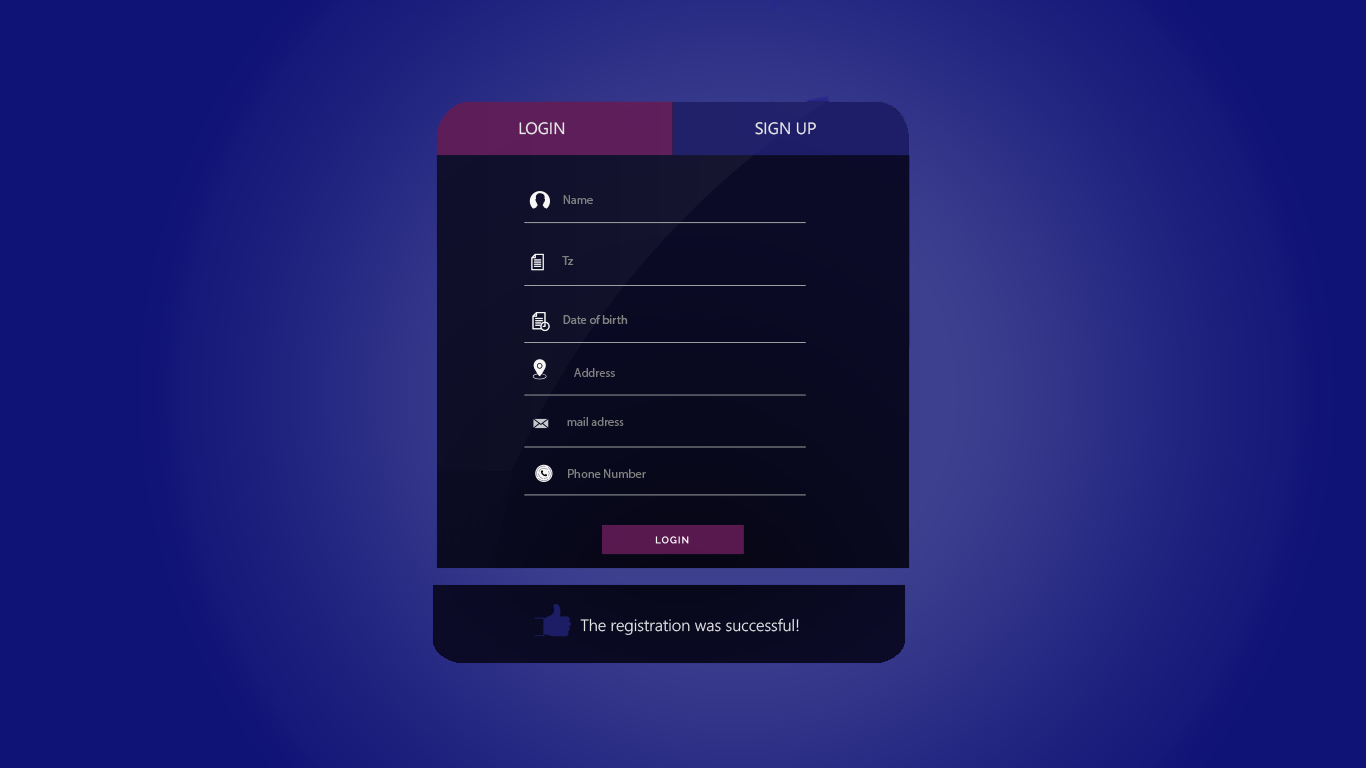 LOGIN
SIGN UP
Name
Tz
Date of birth
Address
mail adress
Phone Number
LOGIN
The registration was successful!